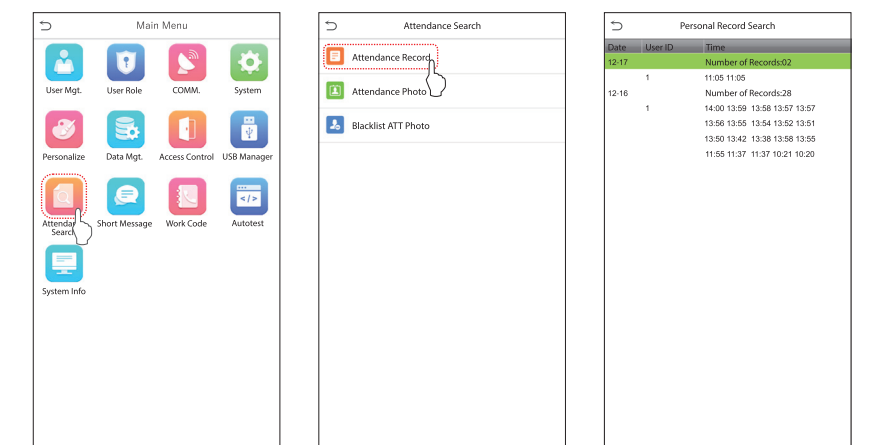 Main Menu
User Mgt.
User Role
COMM.
System
Personalize
Data Mgt.
Access Control
USB Manager
Attendance
Search
Short Message
Work Code
Autotest
System Info
Attendance Search
Attendance Record
Attendance Photo
Blacklist ATT Photo
Personal Record Search
Date User ID Time
12-17 Number of Records:02
1 11:05 11:05
12-16 Number of Records:28
1 14:00 13:59 13:58 13:57 13:57
13:56 13:55 13:54 13:52 13:51
13:50 13:42 13:38 13:58 13:55
11:55 11:37 11:37 10:21 10:20